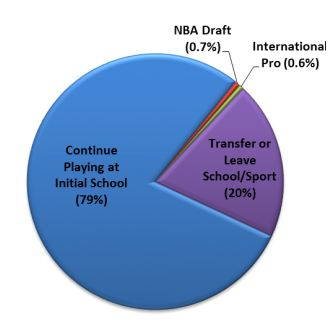 NBA Draft
(0.7%)
International
Pro (0.6%)
Continue
Playing at
Initial School
(79%)
Transfer or
Leave
School/Sport
(20%)